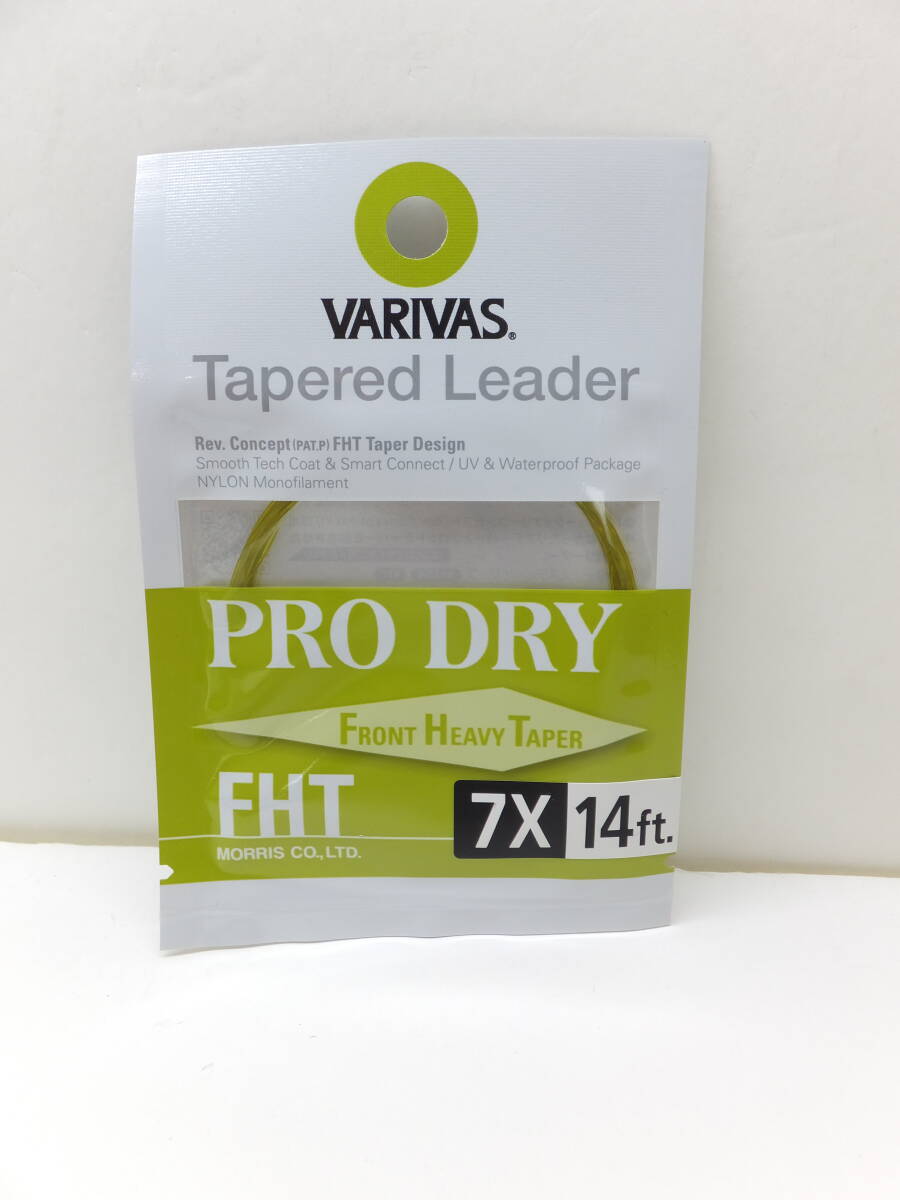 VARIVAS®
Tapered Leader
Rev. Concept (PAT.P) FHT Taper Design
Smooth Tech Coat & Smart Connect / UV & Waterproof Package
NYLON Monofilament
PRO DRY
FRONT HEAVY TAPER
FHT
7X 14ft.
MORRIS CO., LTD.